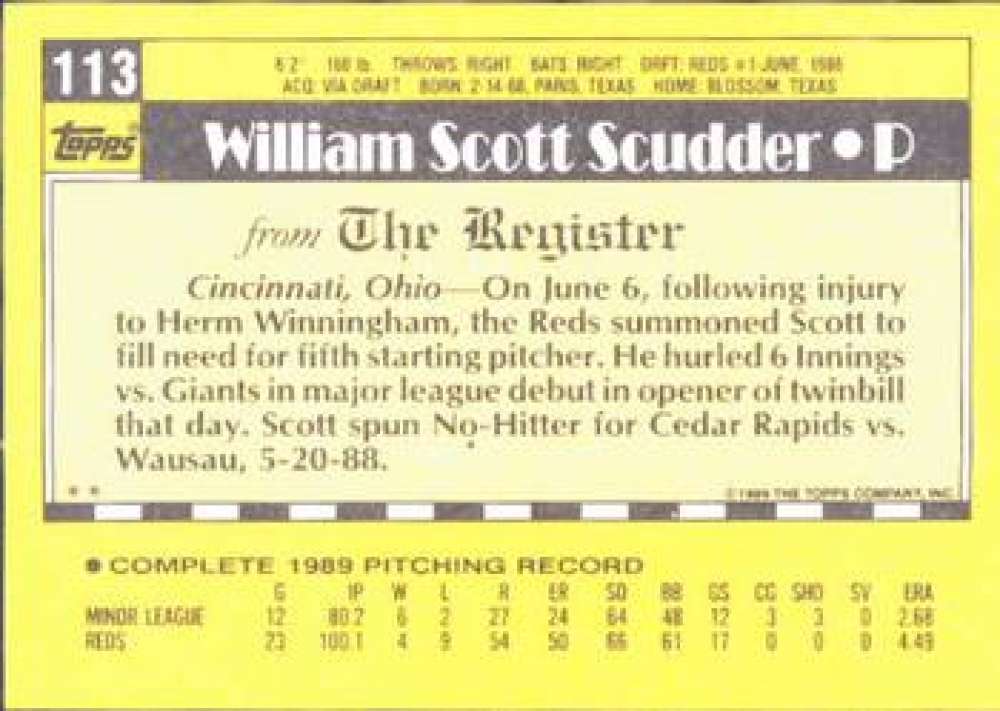 113
6'2" 180 lb. THROWS: RIGHT BATS: RIGHT DRFT: REDS #1-JUNE, 1986
ACQ: VIA DRAFT BORN: 2-14-68, PARIS, TEXAS HOME: BLOSSOM, TEXAS
topps®
William Scott Scudder • P
from The Register
Cincinnati, Ohio—On June 6, following injury
to Herm Winningham, the Reds summoned Scott to
fill need for fifth starting pitcher. He hurled 6 Innings
vs. Giants in major league debut in opener of twinbill
that day. Scott spun No-Hitter for Cedar Rapids vs.
Wausau, 5-20-88.
* * © 1989 THE TOPPS COMPANY, INC.
● COMPLETE 1989 PITCHING RECORD
G IP W L R ER SO BB GS CG SHO SV ERA
MINOR LEAGUE 12 80.2 6 2 27 24 64 48 12 3 3 0 2.68
REDS 23 100.1 4 9 54 50 66 61 17 0 0 0 4.49